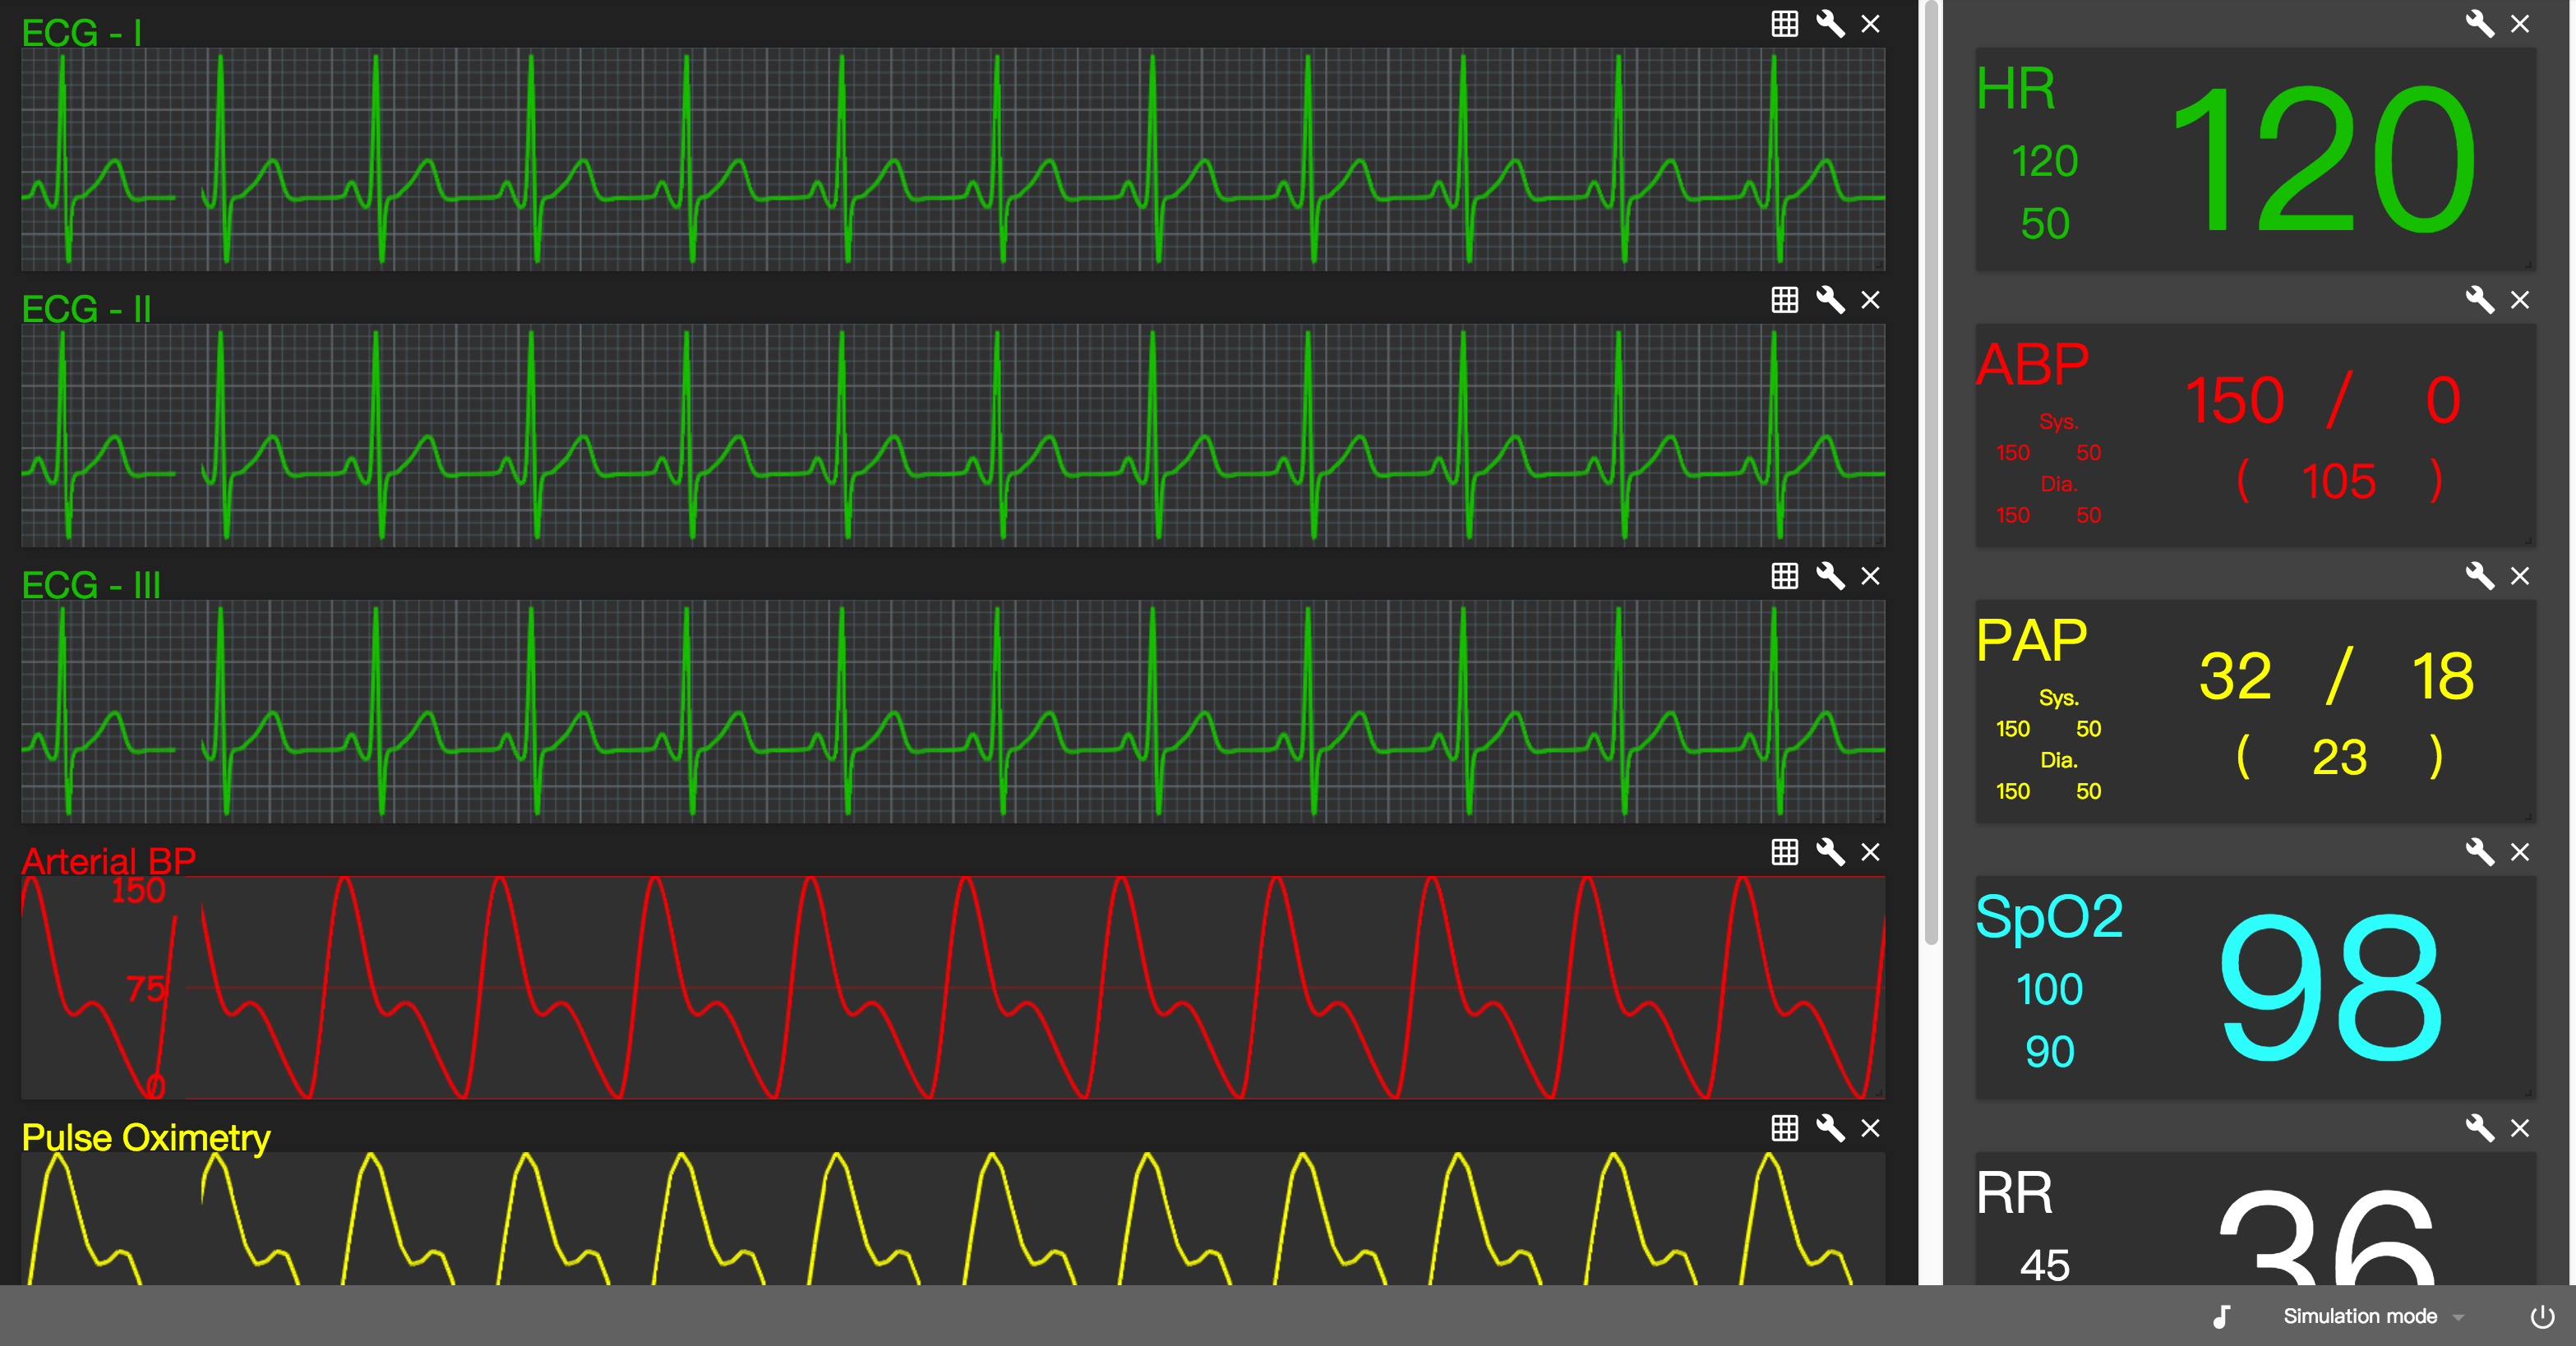 ECG - I
ECG - II
ECG - III
Arterial BP
150
75
0
Pulse Oximetry
HR
120
50
120
ABP
Sys.
150 50
Dia.
150 50
150 / 0
( 105 )
PAP
Sys.
150 50
Dia.
150 50
32 / 18
( 23 )
SpO2
100
90
98
RR
45
36
Simulation mode